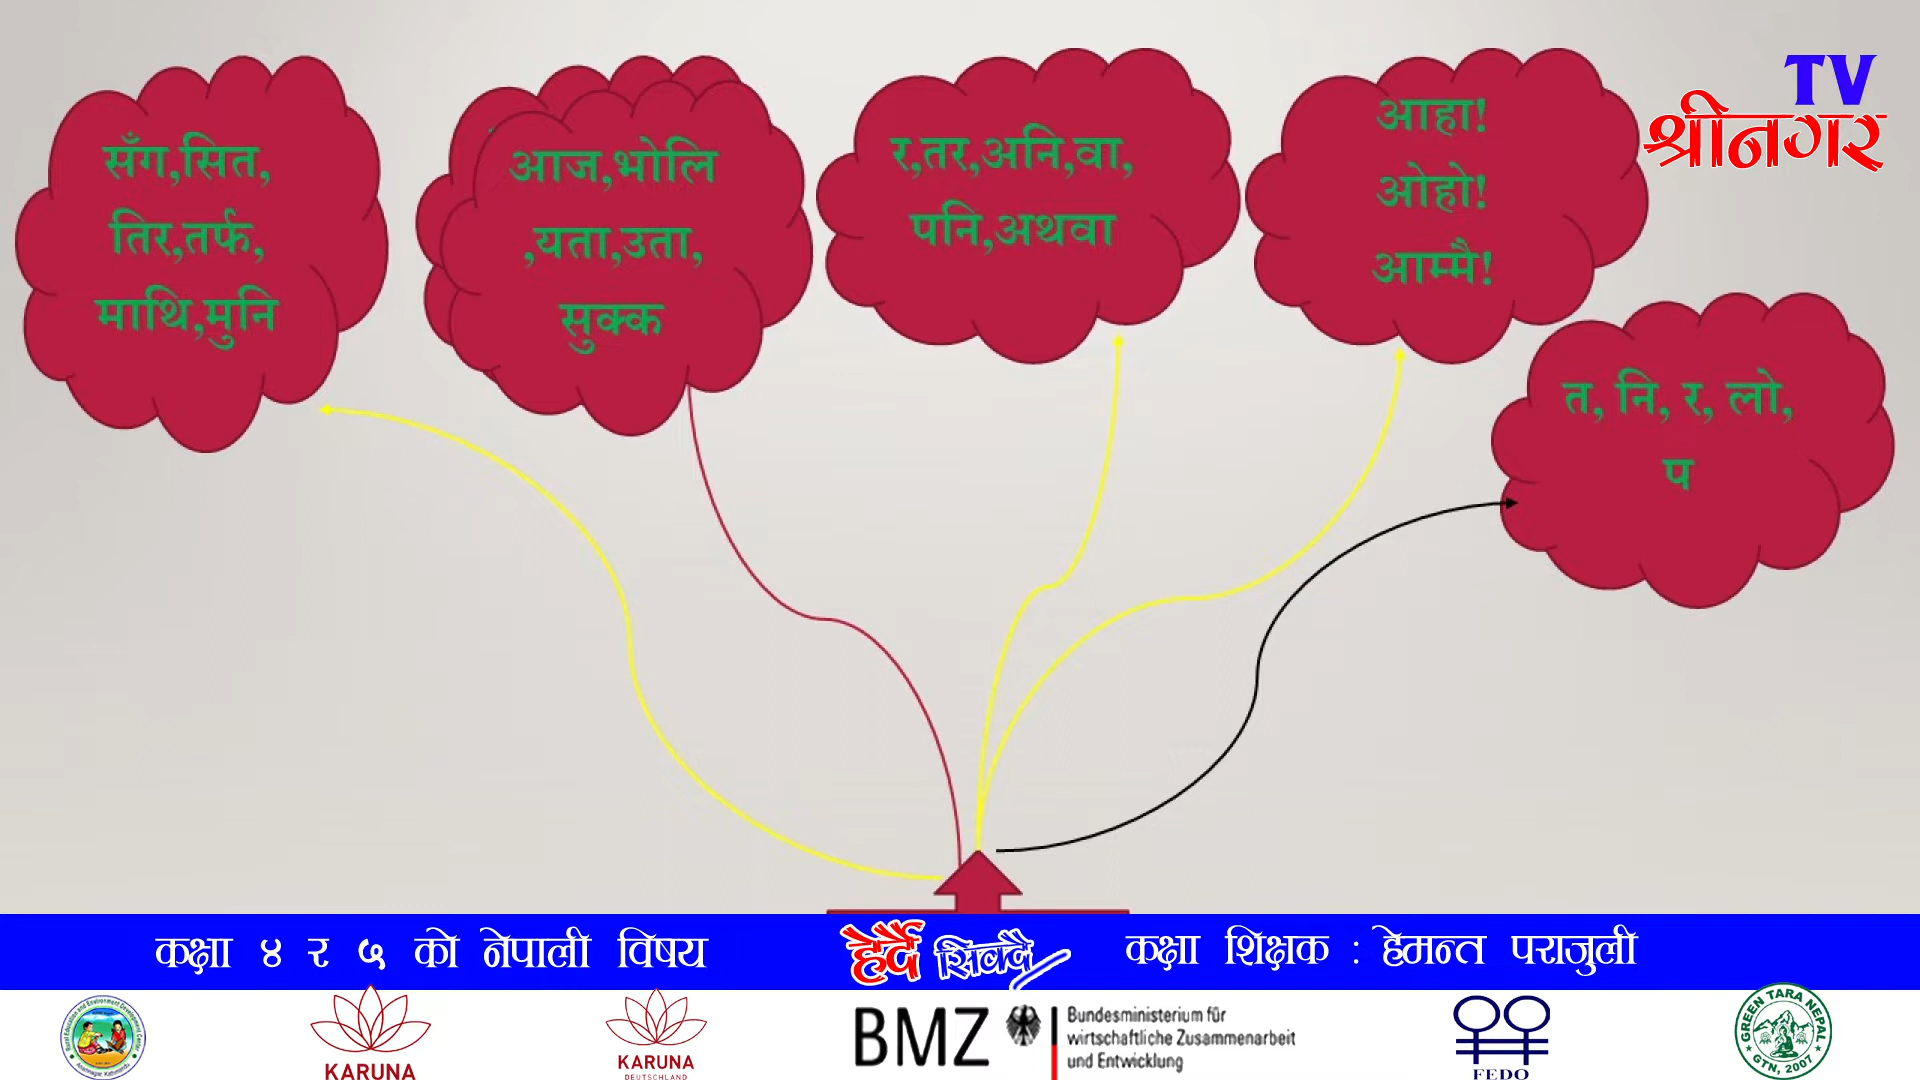 सँग,सित,
तिर,तर्फ,
माथि,मुनि
आज,भोलि
,यता,उता,
सुक्क
र,तर,अनि,वा,
पनि,अथवा
आहा!
ओहो!
आम्मै!
TV
श्रीनगर
त, नि, र, लो,
प
कक्षा ४ र ५ को नेपाली विषय
हेर्दै सिक्दै
कक्षा शिक्षक : हेमन्त पराजुली
KARUNA
KARUNA
DEUTSCHLAND
BMZ
Bundesministerium für
wirtschaftliche Zusammenarbeit
und Entwicklung
FEDO
GREEN TARA NEPAL
GTN, 2007